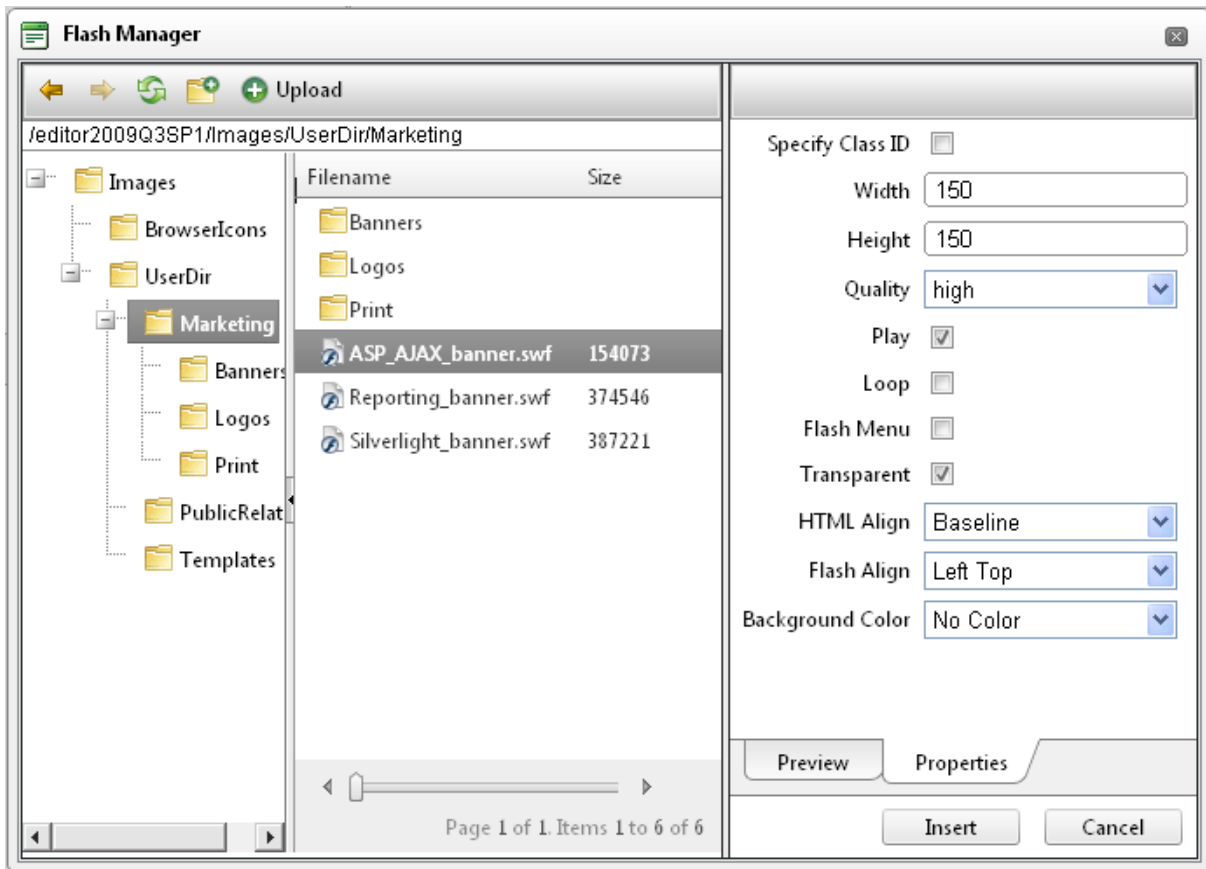 Flash Manager
Upload
/editor2009Q3SP1/Images/UserDir/Marketing
Images
BrowserIcons
UserDir
Marketing
Banners
Logos
Print
PublicRelat
Templates
Filename Size
Banners
Logos
Print
ASP_AJAX_banner.swf 154073
Reporting_banner.swf 374546
Silverlight_banner.swf 387221
Page 1 of 1. Items 1 to 6 of 6
Specify Class ID
Width 150
Height 150
Quality high
Play
Loop
Flash Menu
Transparent
HTML Align Baseline
Flash Align Left Top
Background Color No Color
Preview Properties
Insert Cancel